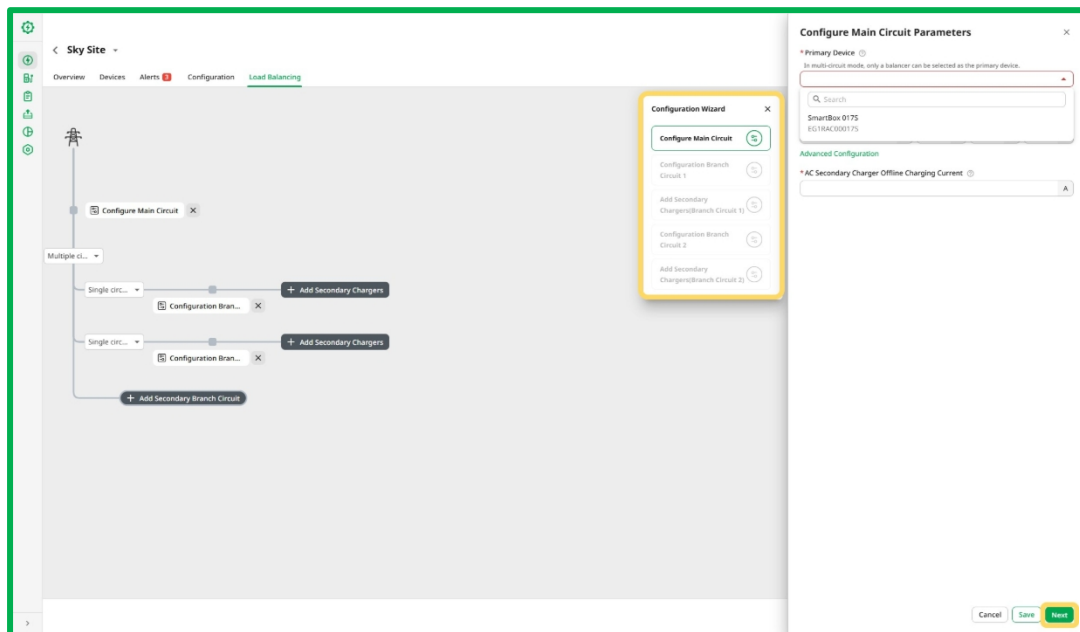 Sky Site
Overview Devices Alerts 3 Configuration Load Balancing
Configure Main Circuit
Multiple ci...
Single circ...
+ Add Secondary Chargers
Configuration Bran...
Single circ...
+ Add Secondary Chargers
Configuration Bran...
+ Add Secondary Branch Circuit
Configuration Wizard
Configure Main Circuit
Configuration Branch
Circuit 1
Add Secondary
Chargers(Branch Circuit 1)
Configuration Branch
Circuit 2
Add Secondary
Chargers(Branch Circuit 2)
Configure Main Circuit Parameters
* Primary Device
In multi-circuit mode, only a balancer can be selected as the primary device.
Search
SmartBox 017S
EG1RAC00017S
Advanced Configuration
* AC Secondary Charger Offline Charging Current
A
Cancel Save Next